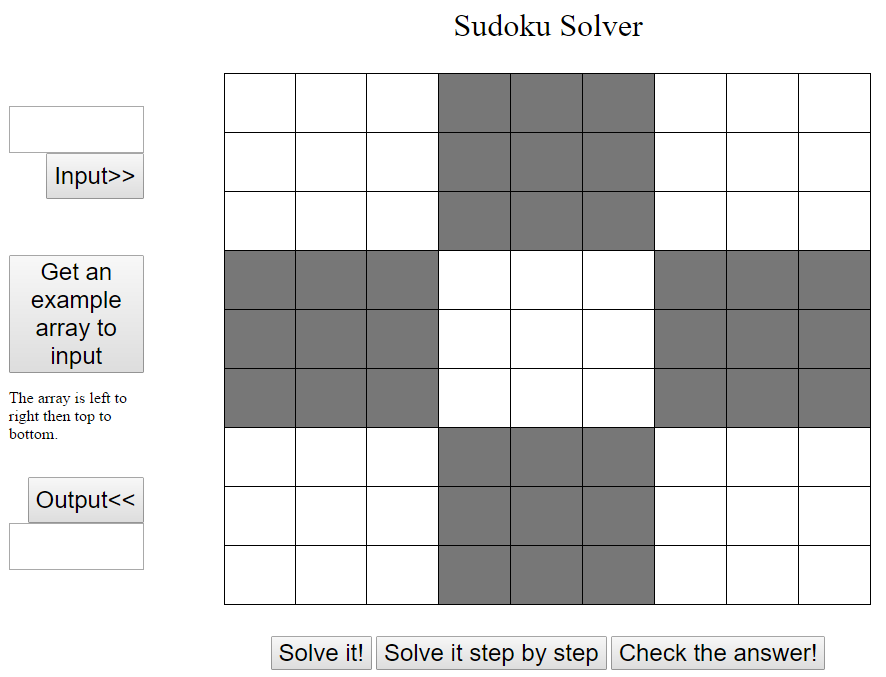 Sudoku Solver
Input>>
Get an
example
array to
input
The array is left to
right then top to
bottom.
Output<<
Solve it!
Solve it step by step
Check the answer!